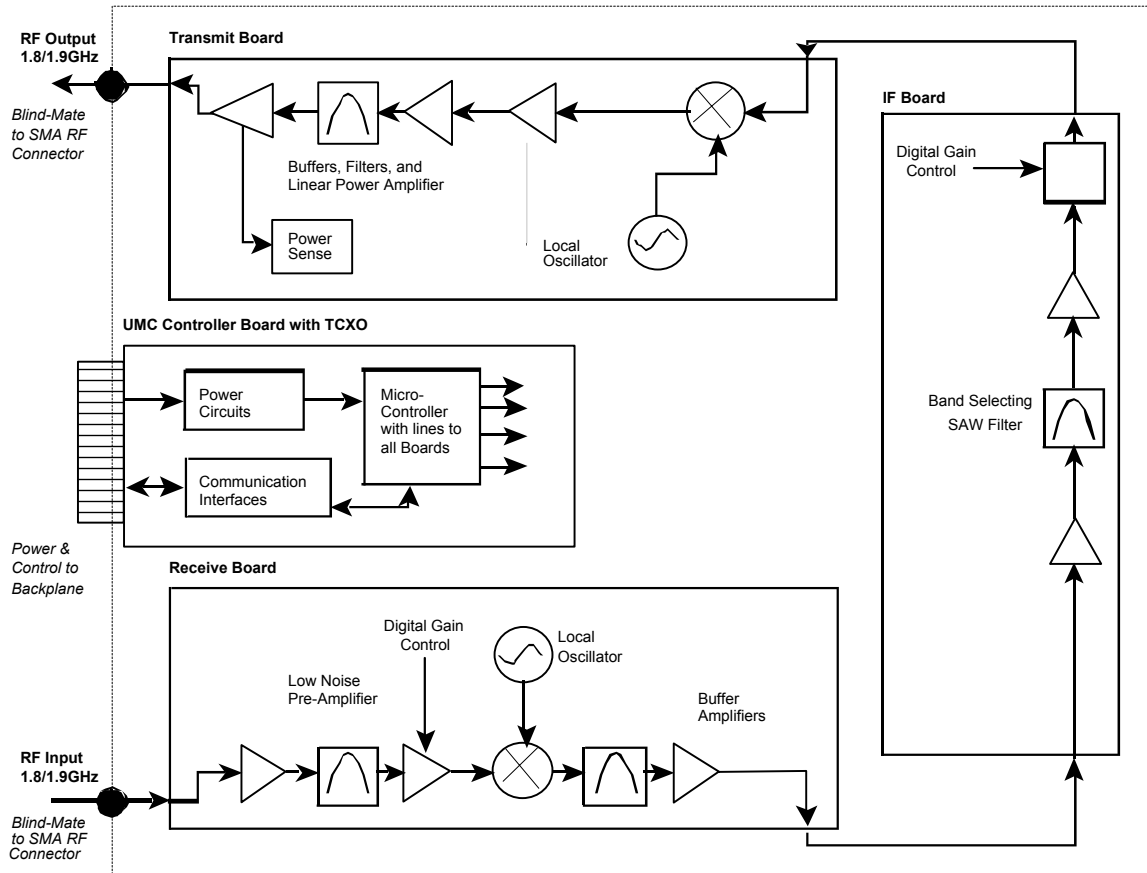 RF Output
1.8/1.9GHz
Blind-Mate
to SMA RF
Connector
Transmit Board
Buffers, Filters, and
Linear Power Amplifier
Power
Sense
Local
Oscillator
IF Board
Digital Gain
Control
Band Selecting
SAW Filter
UMC Controller Board with TCXO
Power
Circuits
Micro-
Controller
with lines to
all Boards
Communication
Interfaces
Power &
Control to
Backplane
Receive Board
Digital Gain
Control
Local
Oscillator
Low Noise
Pre-Amplifier
Buffer
Amplifiers
RF Input
1.8/1.9GHz
Blind-Mate
to SMA RF
Connector